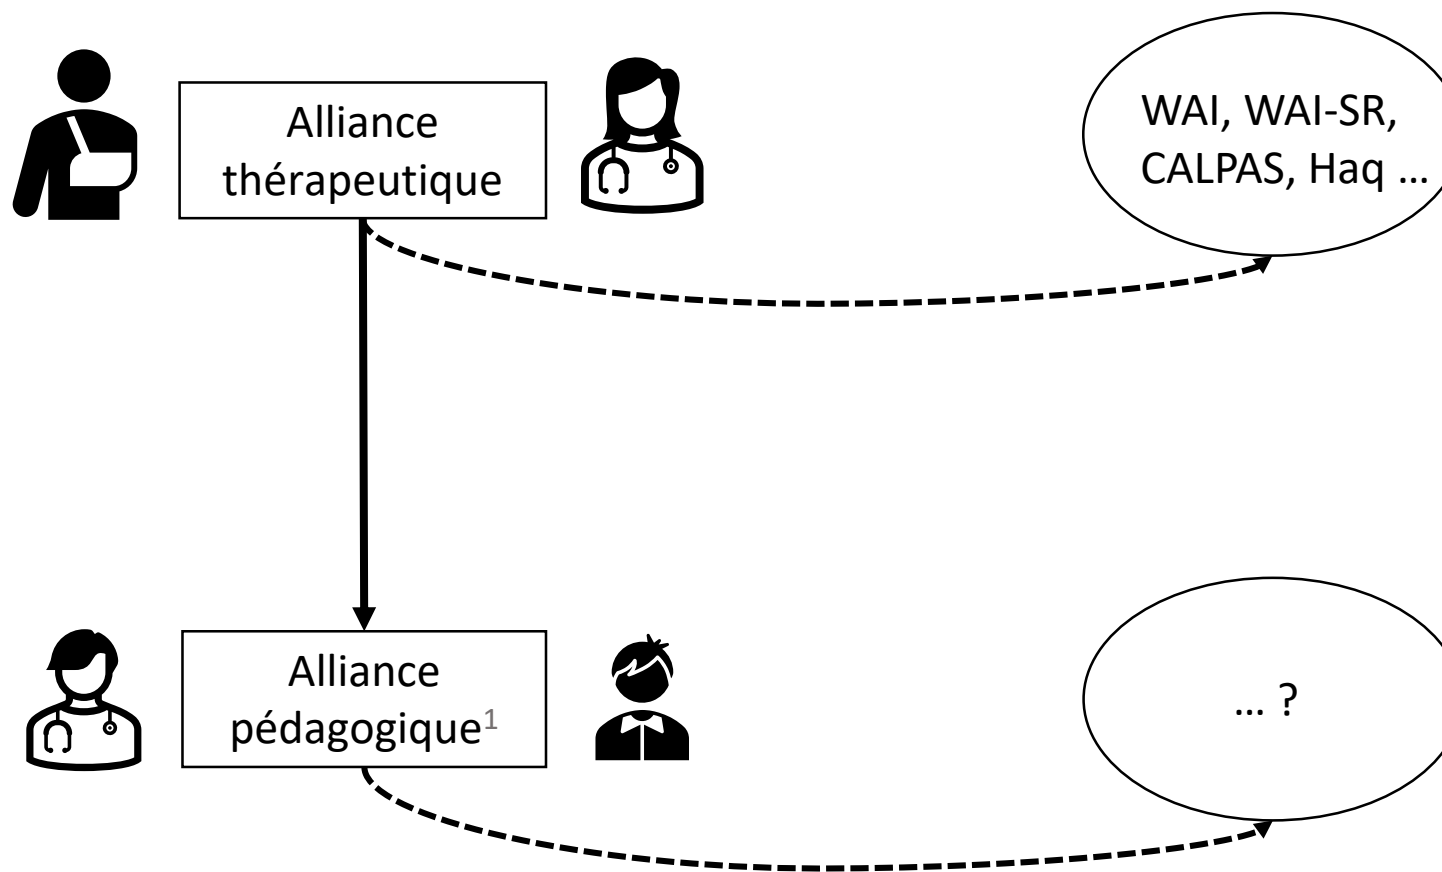 Alliance
thérapeutique
WAI, WAI-SR,
CALPAS, Haq …
Alliance
pédagogique¹
… ?